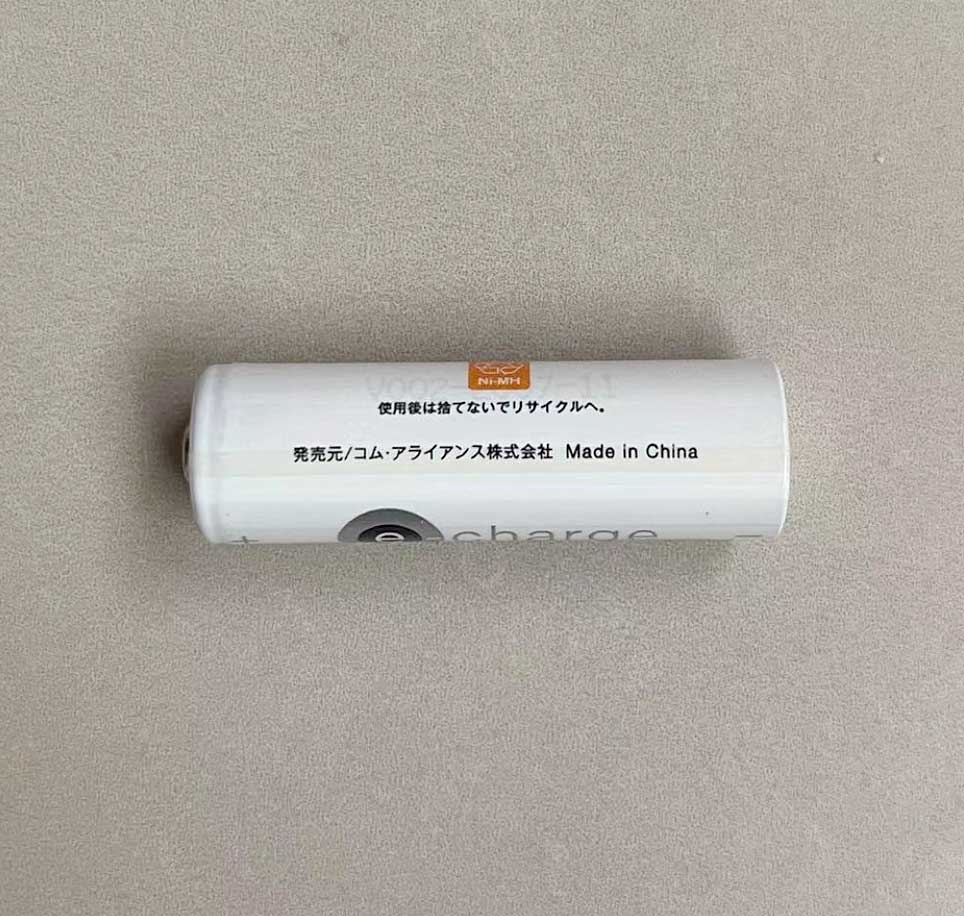 Ni-MH
使用後は捨てないでリサイクルへ。
発売元/コム・アライアンス株式会社 Made in China
+ e-charge −